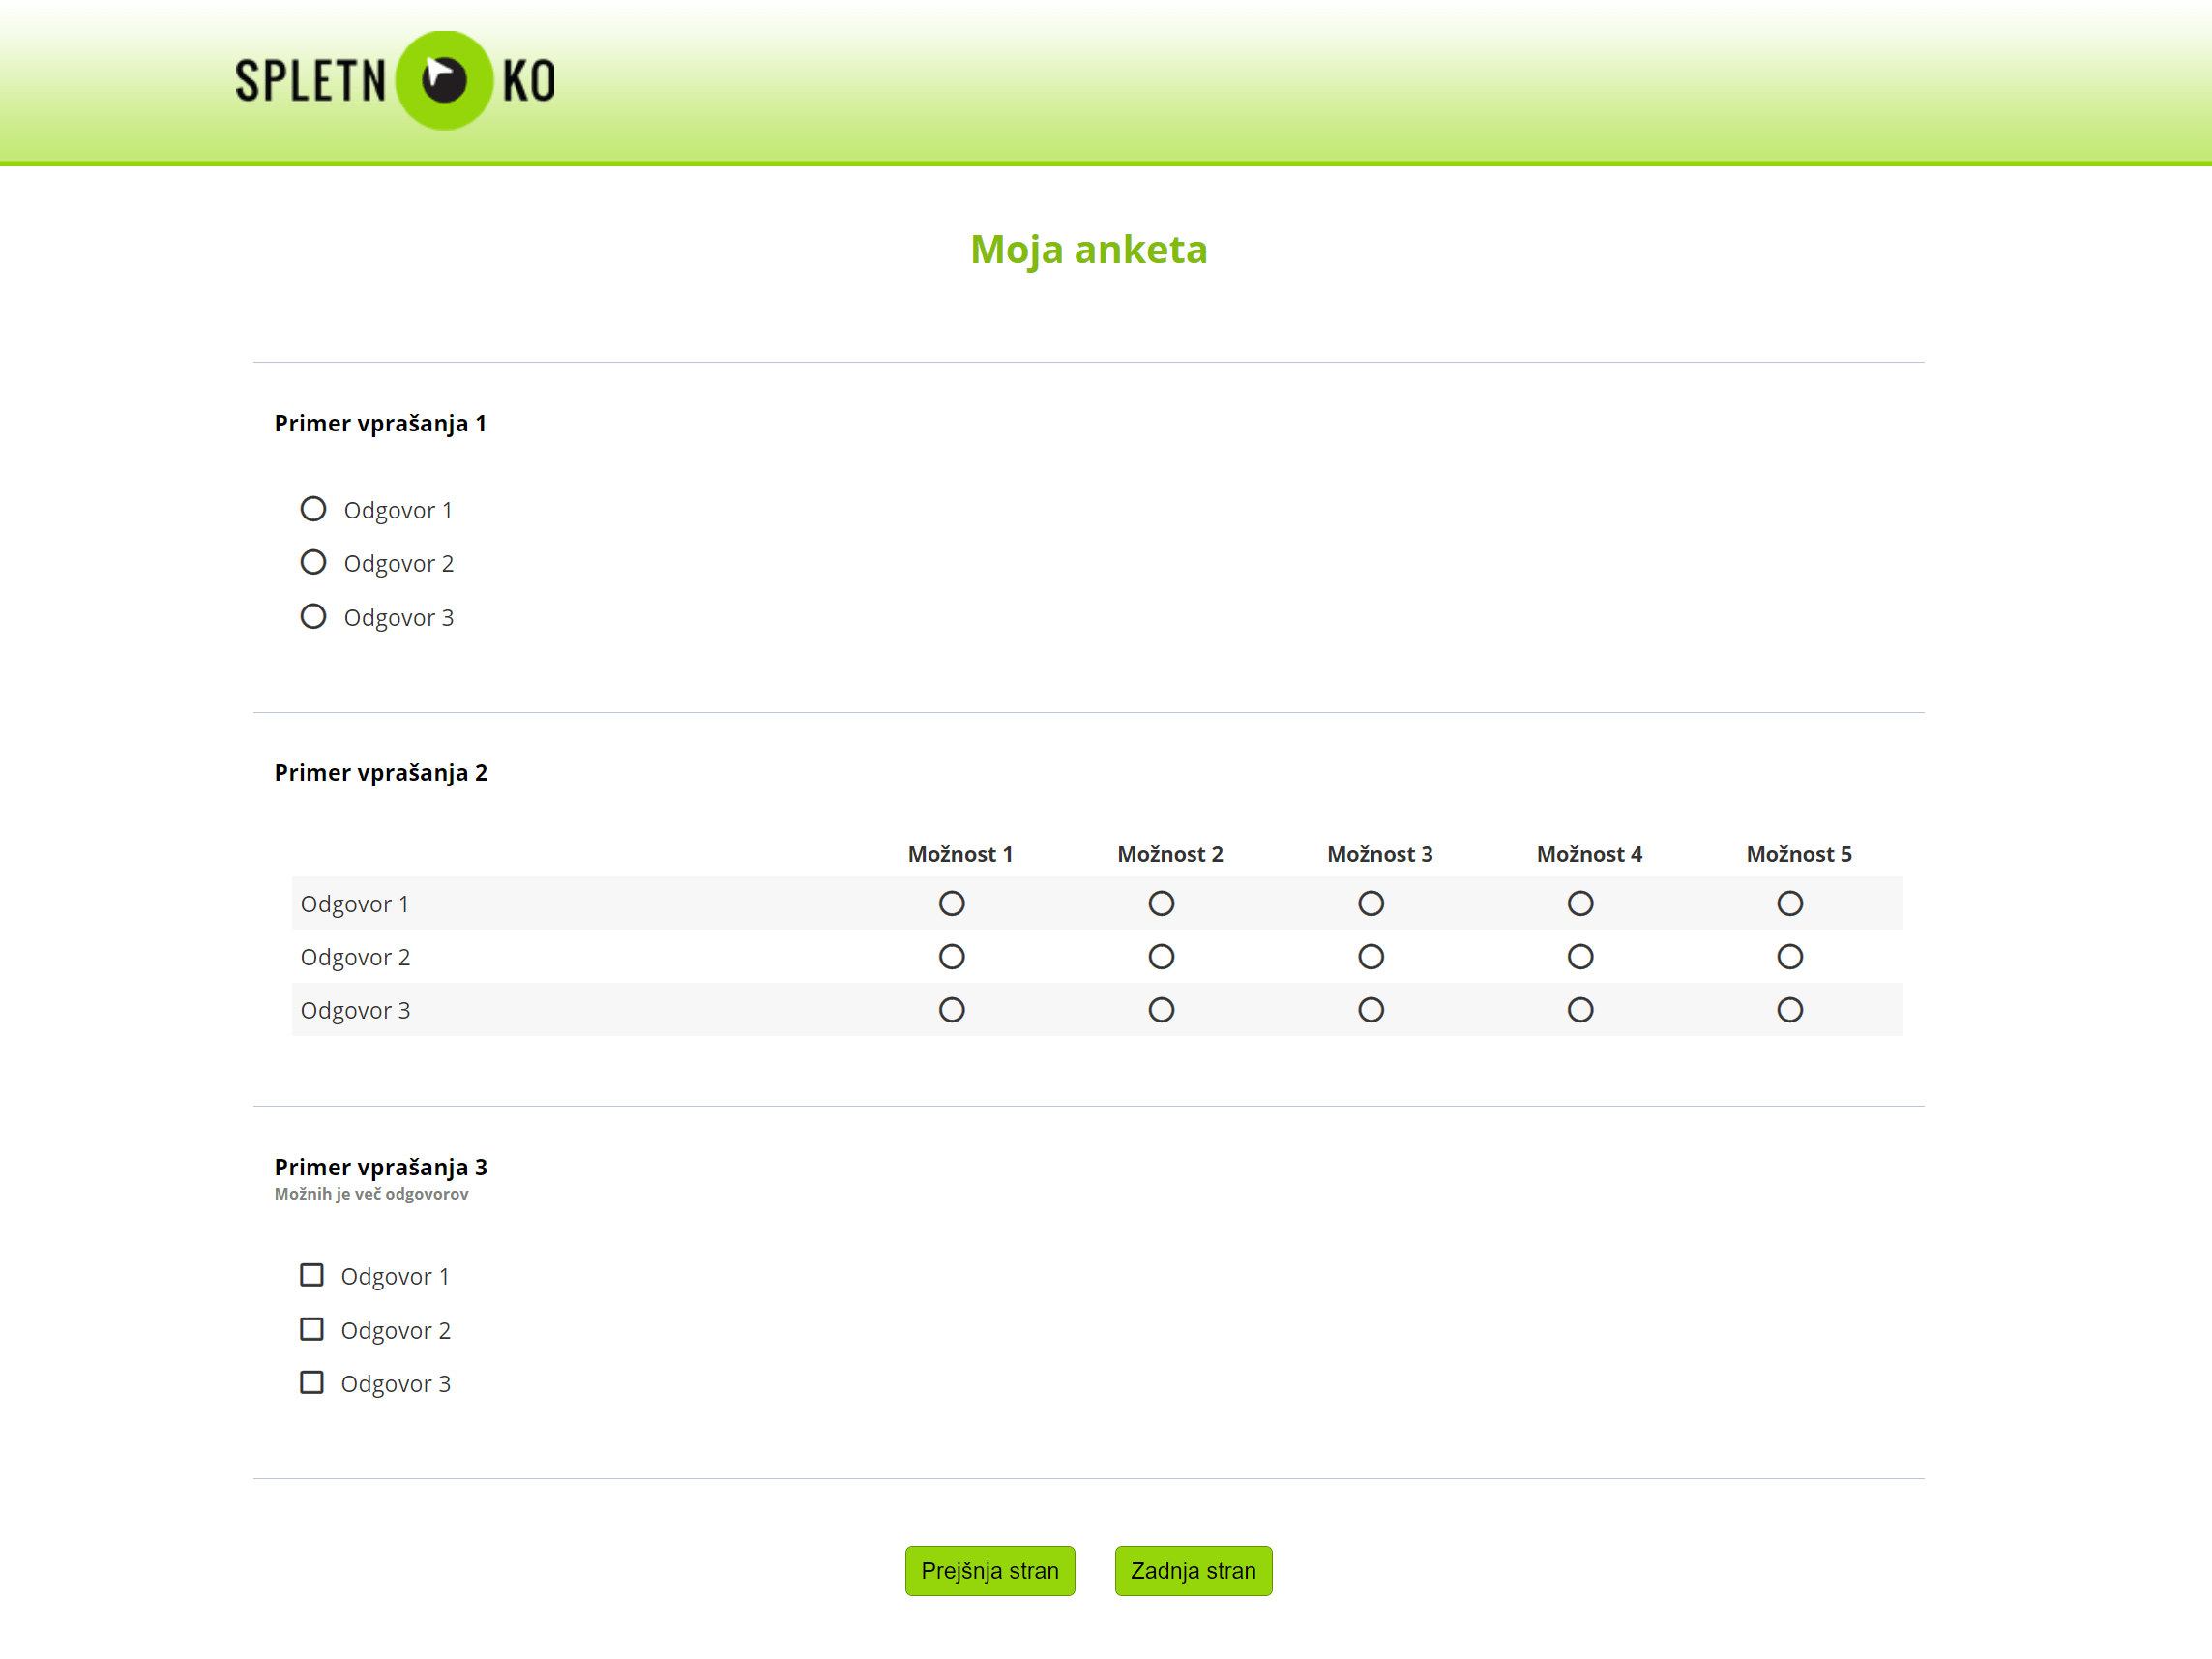 SPLETN KO
Moja anketa
Primer vprašanja 1
Odgovor 1
Odgovor 2
Odgovor 3
Primer vprašanja 2
Možnost 1 Možnost 2 Možnost 3 Možnost 4 Možnost 5
Odgovor 1
Odgovor 2
Odgovor 3
Primer vprašanja 3
Možnih je več odgovorov
Odgovor 1
Odgovor 2
Odgovor 3
Prejšnja stran Zadnja stran